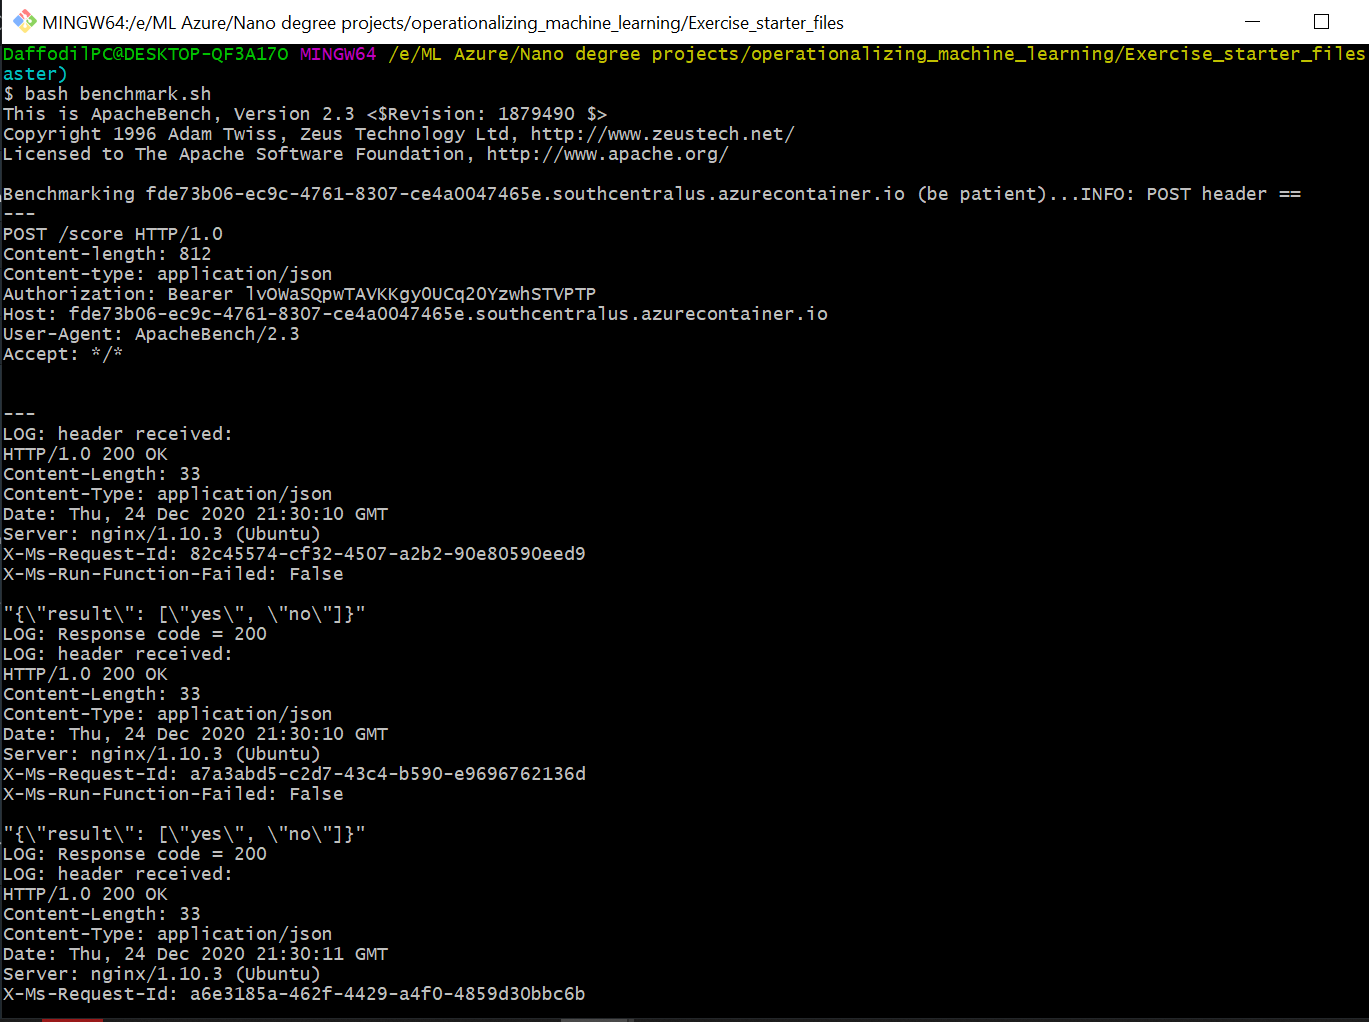 MINGW64:/e/ML Azure/Nano degree projects/operationalizing_machine_learning/Exercise_starter_files
DaffodilPC@DESKTOP-QF3A17O MINGW64 /e/ML Azure/Nano degree projects/operationalizing_machine_learning/Exercise_starter_files
aster)
$ bash benchmark.sh
This is ApacheBench, Version 2.3 <$Revision: 1879490 $>
Copyright 1996 Adam Twiss, Zeus Technology Ltd, http://www.zeustech.net/
Licensed to The Apache Software Foundation, http://www.apache.org/
Benchmarking fde73b06-ec9c-4761-8307-ce4a0047465e.southcentralus.azurecontainer.io (be patient)...INFO: POST header ==
---
POST /score HTTP/1.0
Content-length: 812
Content-type: application/json
Authorization: Bearer lvOWaSQpwTAVKKgyOUCq20YzwhSTVPTP
Host: fde73b06-ec9c-4761-8307-ce4a0047465e.southcentralus.azurecontainer.io
User-Agent: ApacheBench/2.3
Accept: */*
---
LOG: header received:
HTTP/1.0 200 OK
Content-Length: 33
Content-Type: application/json
Date: Thu, 24 Dec 2020 21:30:10 GMT
Server: nginx/1.10.3 (Ubuntu)
X-Ms-Request-Id: 82c45574-cf32-4507-a2b2-90e80590eed9
X-Ms-Run-Function-Failed: False
"{\"result\": [\"yes\", \"no\"]}"
LOG: Response code = 200
LOG: header received:
HTTP/1.0 200 OK
Content-Length: 33
Content-Type: application/json
Date: Thu, 24 Dec 2020 21:30:10 GMT
Server: nginx/1.10.3 (Ubuntu)
X-Ms-Request-Id: a7a3abd5-c2d7-43c4-b590-e9696762136d
X-Ms-Run-Function-Failed: False
"{\"result\": [\"yes\", \"no\"]}"
LOG: Response code = 200
LOG: header received:
HTTP/1.0 200 OK
Content-Length: 33
Content-Type: application/json
Date: Thu, 24 Dec 2020 21:30:11 GMT
Server: nginx/1.10.3 (Ubuntu)
X-Ms-Request-Id: a6e3185a-462f-4429-a4f0-4859d30bbc6b